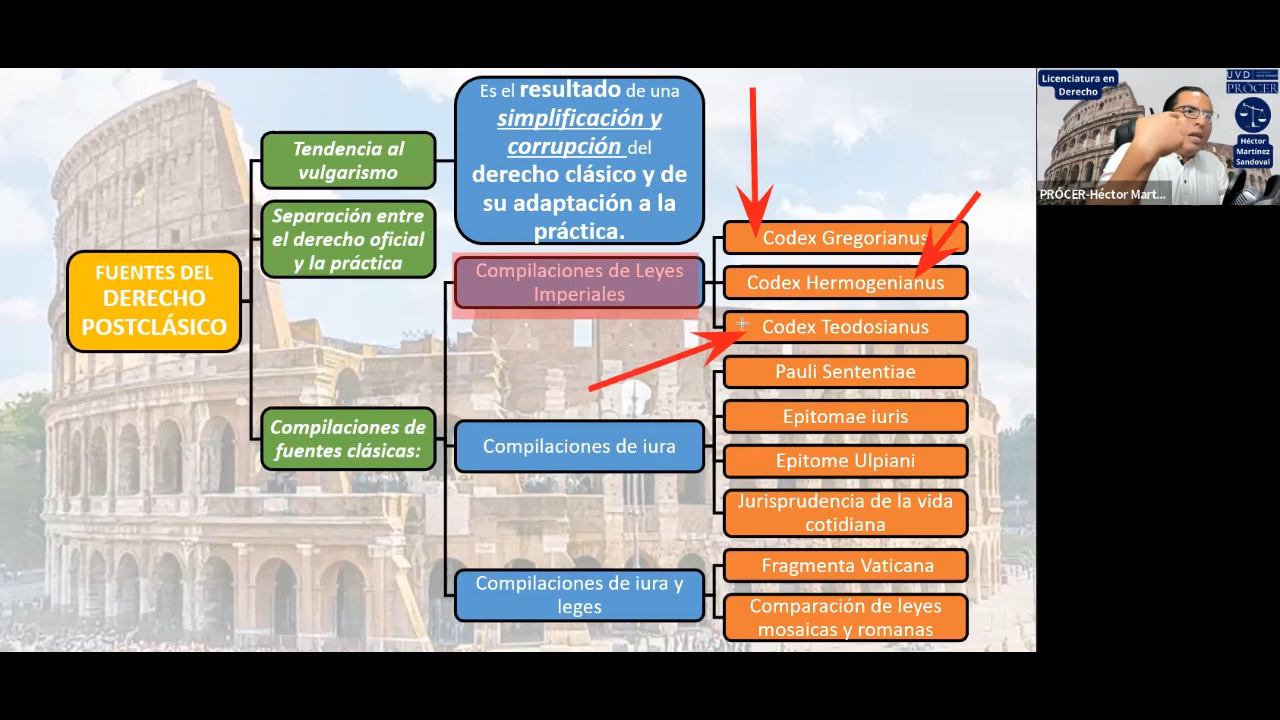 FUENTES DEL
DERECHO
POSTCLÁSICO
Tendencia al
vulgarismo
Separación entre
el derecho oficial
y la práctica
Compilaciones de
fuentes clásicas:
Es el resultado de una
simplificación y
corrupción del
derecho clásico y de
su adaptación a la
práctica.
Compilaciones de Leyes
Imperiales
Compilaciones de iura
Compilaciones de iura y
leges
Codex Gregorianus
Codex Hermogenianus
Codex Teodosianus
Pauli Sententiae
Epitomae iuris
Epitome Ulpiani
Jurisprudencia de la vida
cotidiana
Fragmenta Vaticana
Comparación de leyes
mosaicas y romanas
Licenciatura en
Derecho
UVD
PRÓCER
Héctor
Martínez
Sandoval
PRÓCER-Héctor Mart...